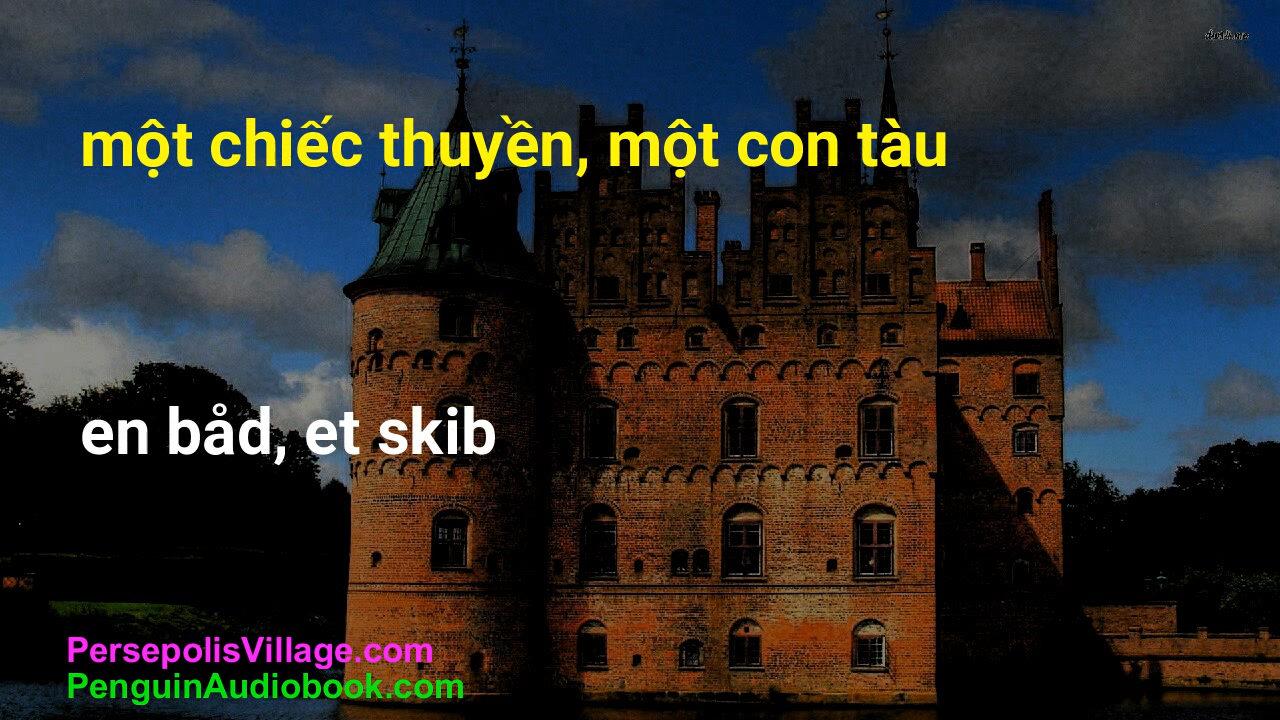 một chiếc thuyền, một con tàu
en båd, et skib
PersepolisVillage.com
PenguinAudiobook.com